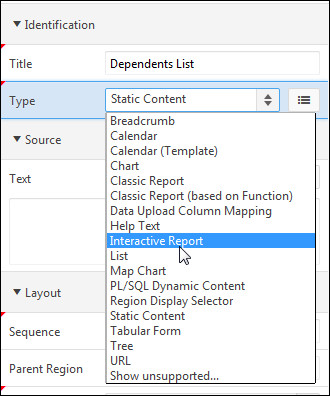 Identification
Title Dependents List
Type Static Content
Breadcrumb
Calendar
Calendar (Template)
Chart
Classic Report
Classic Report (based on Function)
Data Upload Column Mapping
Help Text
Interactive Report
List
Map Chart
PL/SQL Dynamic Content
Region Display Selector
Static Content
Tabular Form
Tree
URL
Show unsupported...
Source
Text
Layout
Sequence
Parent Region